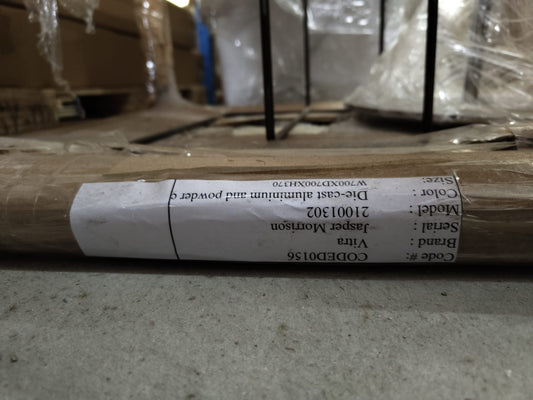 Code #: CODED0156
Brand : Vitra
Serial : Jasper Morrison
Model : 21001302
Color : Die-cast aluminium and powder c
Size: W700XD700XH370